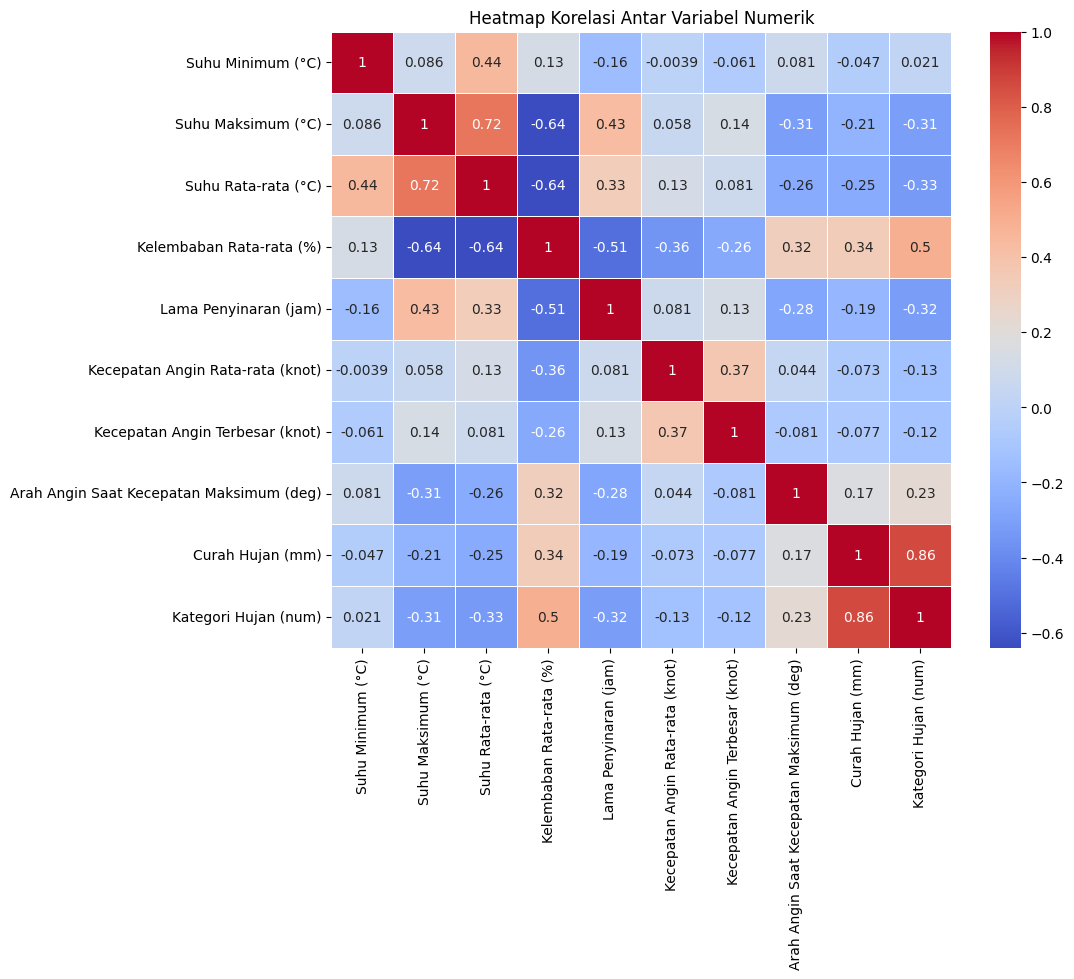 Heatmap Korelasi Antar Variabel Numerik
Suhu Minimum (°C) 1 0.086 0.44 0.13 -0.16 -0.0039 -0.061 0.081 -0.047 0.021
Suhu Maksimum (°C) 0.086 1 0.72 -0.64 0.43 0.058 0.14 -0.31 -0.21 -0.31
Suhu Rata-rata (°C) 0.44 0.72 1 -0.64 0.33 0.13 0.081 -0.26 -0.25 -0.33
Kelembaban Rata-rata (%) 0.13 -0.64 -0.64 1 -0.51 -0.36 -0.26 0.32 0.34 0.5
Lama Penyinaran (jam) -0.16 0.43 0.33 -0.51 1 0.081 0.13 -0.28 -0.19 -0.32
Kecepatan Angin Rata-rata (knot) -0.0039 0.058 0.13 -0.36 0.081 1 0.37 0.044 -0.073 -0.13
Kecepatan Angin Terbesar (knot) -0.061 0.14 0.081 -0.26 0.13 0.37 1 -0.081 -0.077 -0.12
Arah Angin Saat Kecepatan Maksimum (deg) 0.081 -0.31 -0.26 0.32 -0.28 0.044 -0.081 1 0.17 0.23
Curah Hujan (mm) -0.047 -0.21 -0.25 0.34 -0.19 -0.073 -0.077 0.17 1 0.86
Kategori Hujan (num) 0.021 -0.31 -0.33 0.5 -0.32 -0.13 -0.12 0.23 0.86 1
Suhu Minimum (°C)
Suhu Maksimum (°C)
Suhu Rata-rata (°C)
Kelembaban Rata-rata (%)
Lama Penyinaran (jam)
Kecepatan Angin Rata-rata (knot)
Kecepatan Angin Terbesar (knot)
Arah Angin Saat Kecepatan Maksimum (deg)
Curah Hujan (mm)
Kategori Hujan (num)
1.0
0.8
0.6
0.4
0.2
0.0
−0.2
−0.4
−0.6